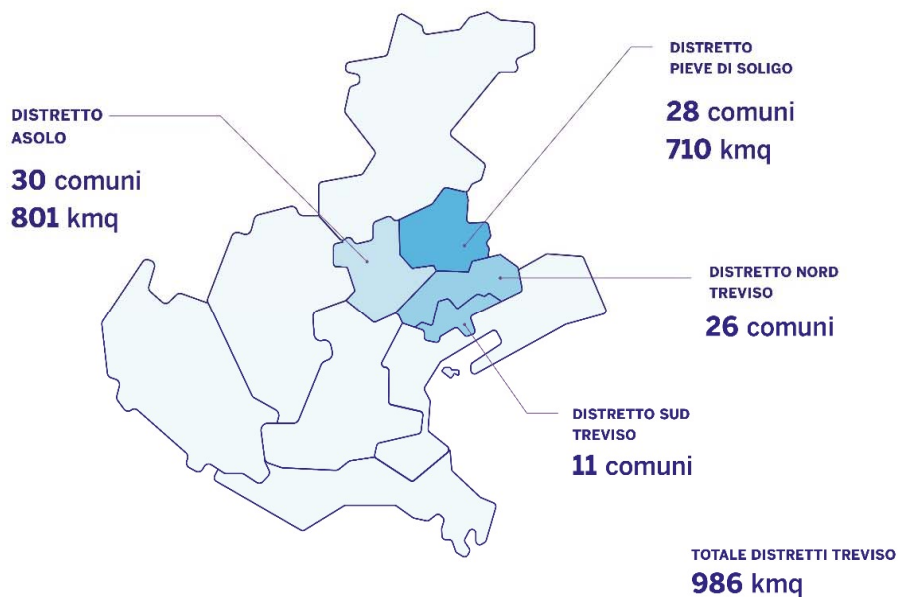 DISTRETTO
ASOLO
30 comuni
801 kmq
DISTRETTO
PIEVE DI SOLIGO
28 comuni
710 kmq
DISTRETTO NORD
TREVISO
26 comuni
DISTRETTO SUD
TREVISO
11 comuni
TOTALE DISTRETTI TREVISO
986 kmq